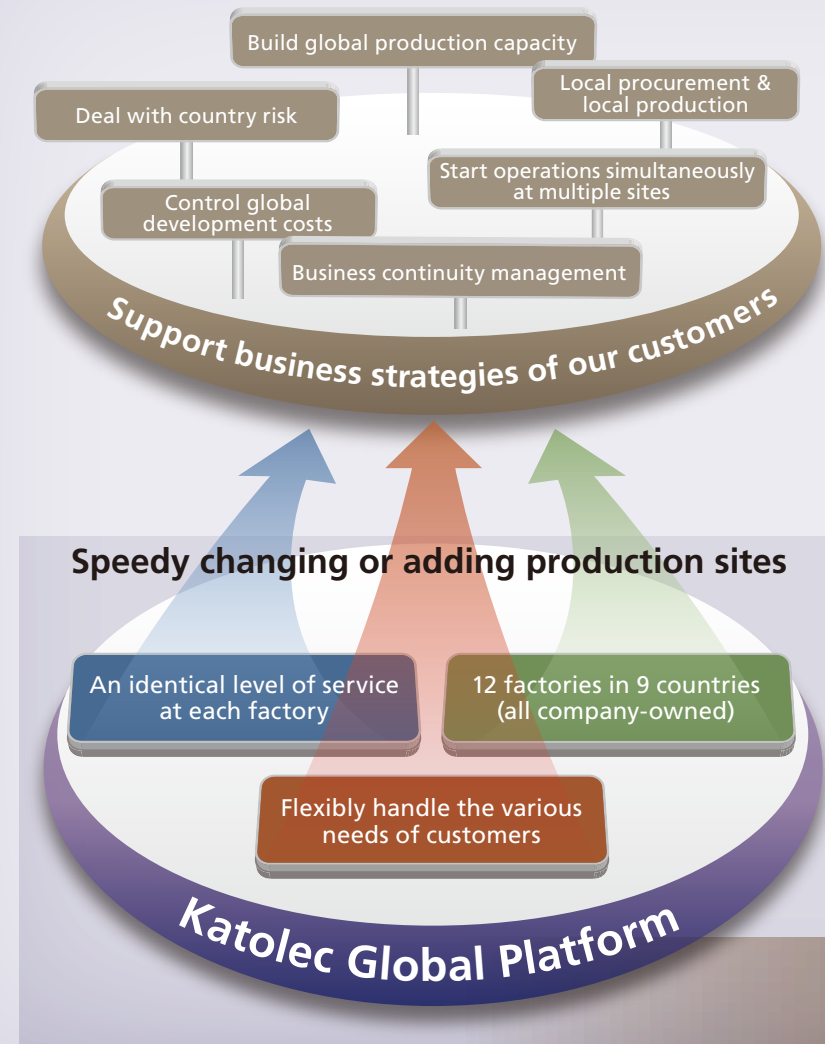 Build global production capacity
Local procurement &
local production
Deal with country risk
Start operations simultaneously
at multiple sites
Control global
development costs
Business continuity management
Support business strategies of our customers
Speedy changing or adding production sites
An identical level of service
at each factory
12 factories in 9 countries
(all company-owned)
Flexibly handle the various
needs of customers
Katolec Global Platform